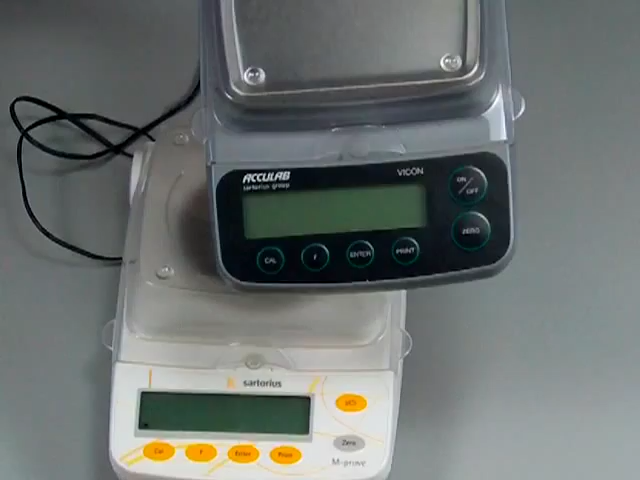 ACCULAB
sartorius group
VICON
ON/OFF
CAL
F
ENTER
PRINT
ZERO
sartorius
Cal
F
Enter
Print
Zero
M-prove